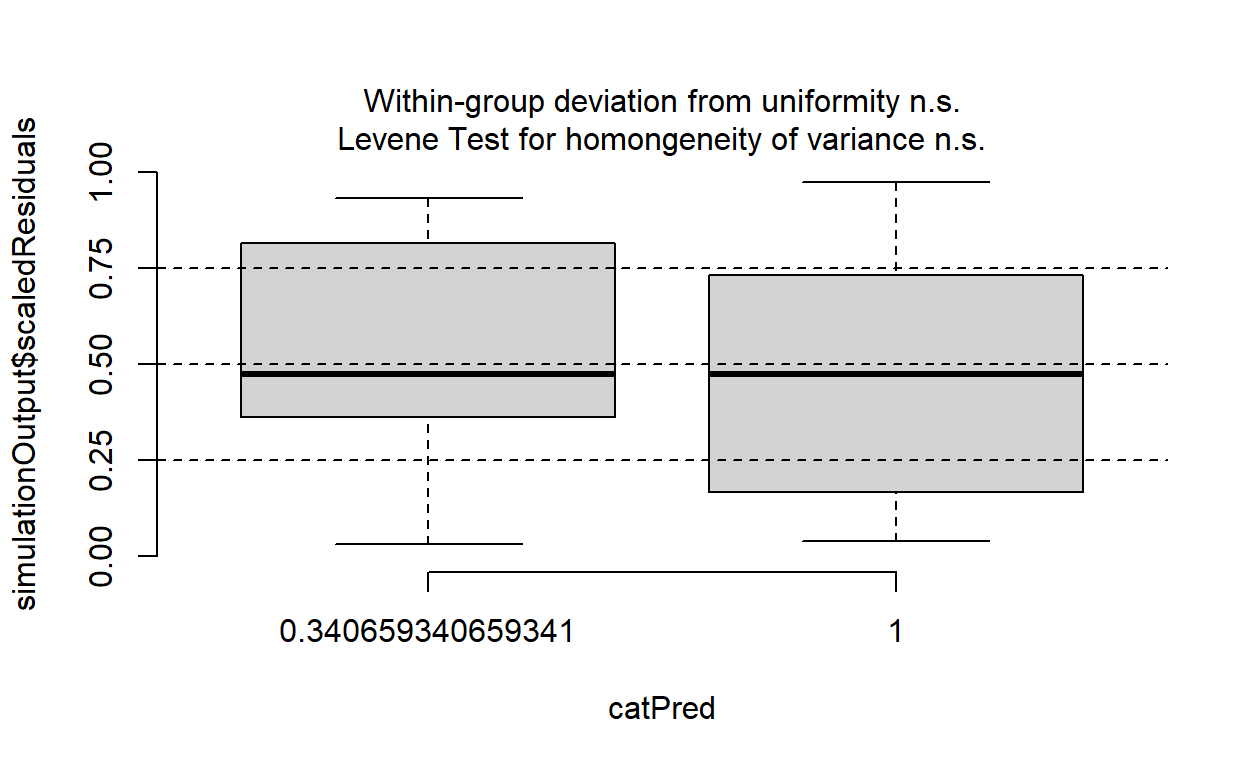 Within-group deviation from uniformity n.s.
Levene Test for homongeneity of variance n.s.
simulationOutput$scaledResiduals
1.00
0.75
0.50
0.25
0.00
0.340659340659341
1
catPred